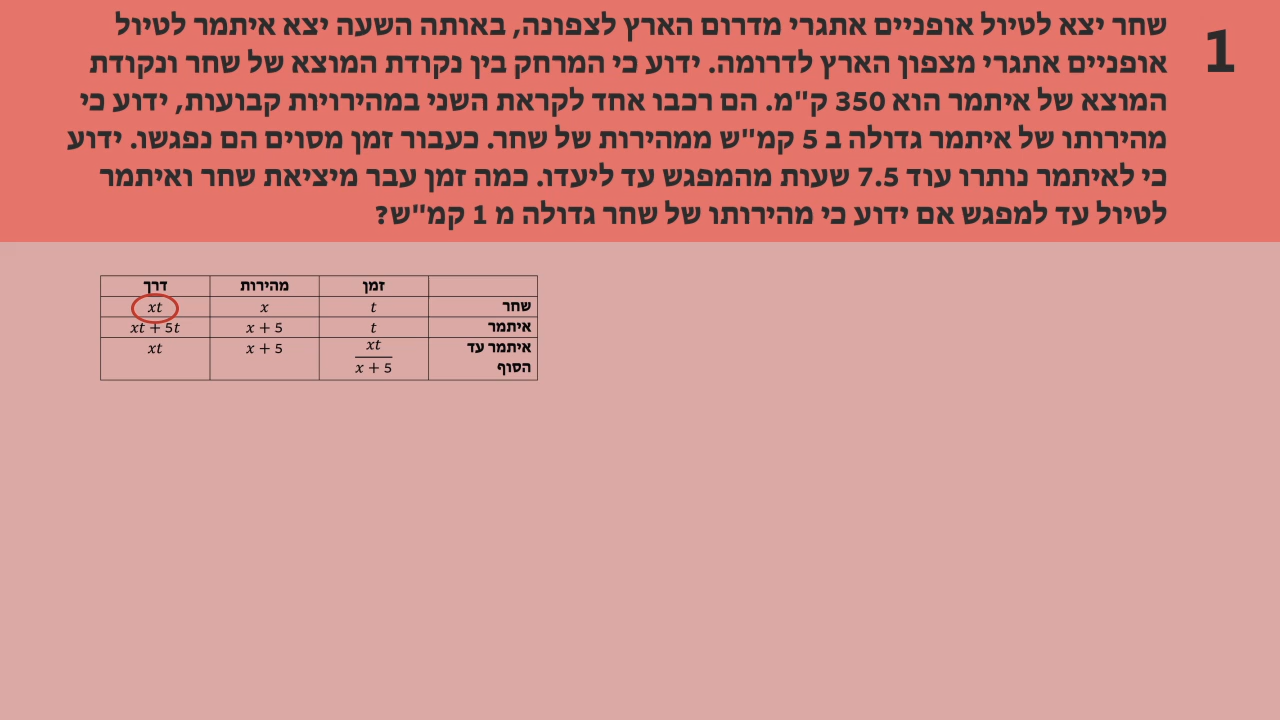 1
שחר יצא לטיול אופניים אתגרי מדרום הארץ לצפונה, באותה השעה יצא איתמר לטיול
אופניים אתגרי מצפון הארץ לדרומה. ידוע כי המרחק בין נקודת המוצא של שחר ונקודת
המוצא של איתמר הוא 350 ק"מ. הם רכבו אחד לקראת השני במהירויות קבועות, ידוע כי
מהירותו של איתמר גדולה ב 5 קמ"ש ממהירות של שחר. כעבור זמן מסוים הם נפגשו. ידוע
כי לאיתמר נותרו עוד 7.5 שעות מהמפגש עד ליעדו. כמה זמן עבר מיציאת שחר ואיתמר
לטיול עד למפגש אם ידוע כי מהירותו של שחר גדולה מ 1 קמ"ש?
זמן מהירות דרך
שחר t x xt
איתמר t x + 5 xt + 5t
איתמר עד xt x + 5 xt
הסוף x + 5